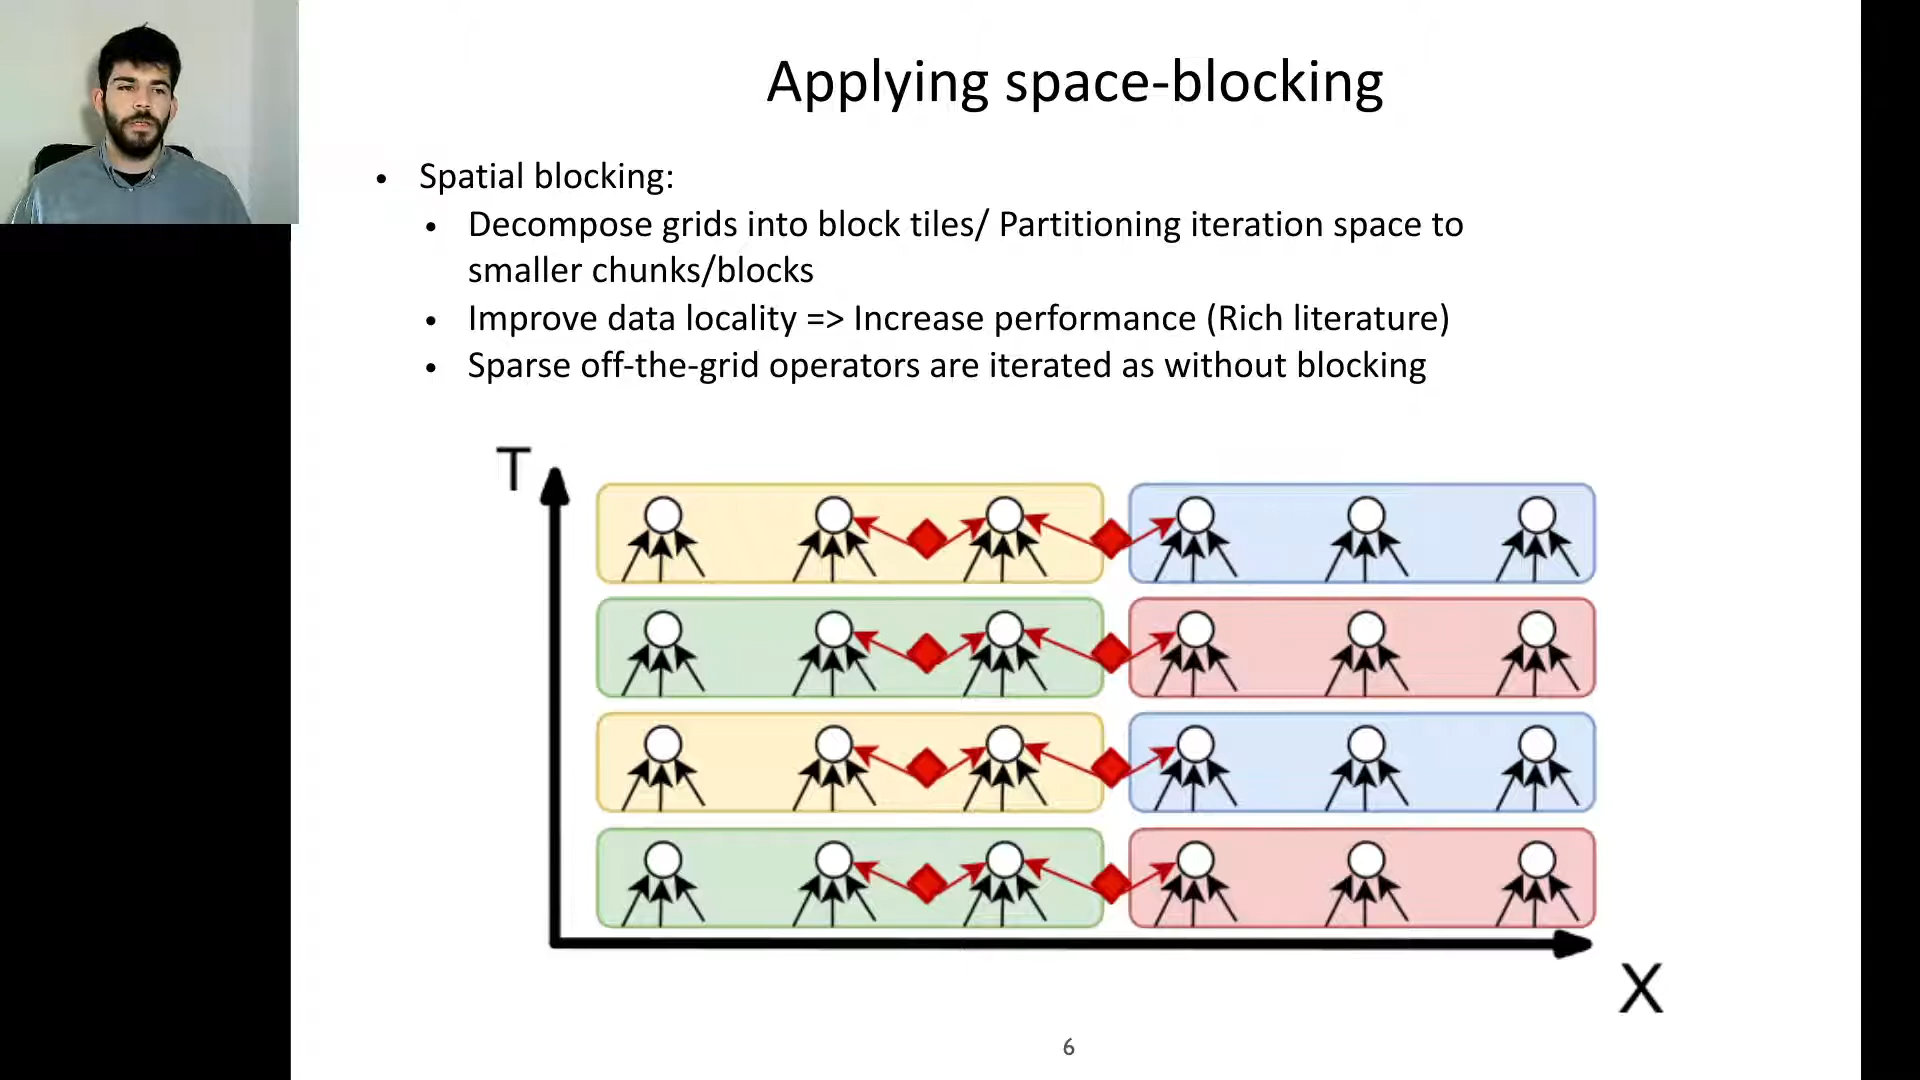 Applying space-blocking
• Spatial blocking:
• Decompose grids into block tiles/ Partitioning iteration space to
smaller chunks/blocks
• Improve data locality => Increase performance (Rich literature)
• Sparse off-the-grid operators are iterated as without blocking
T
X
6